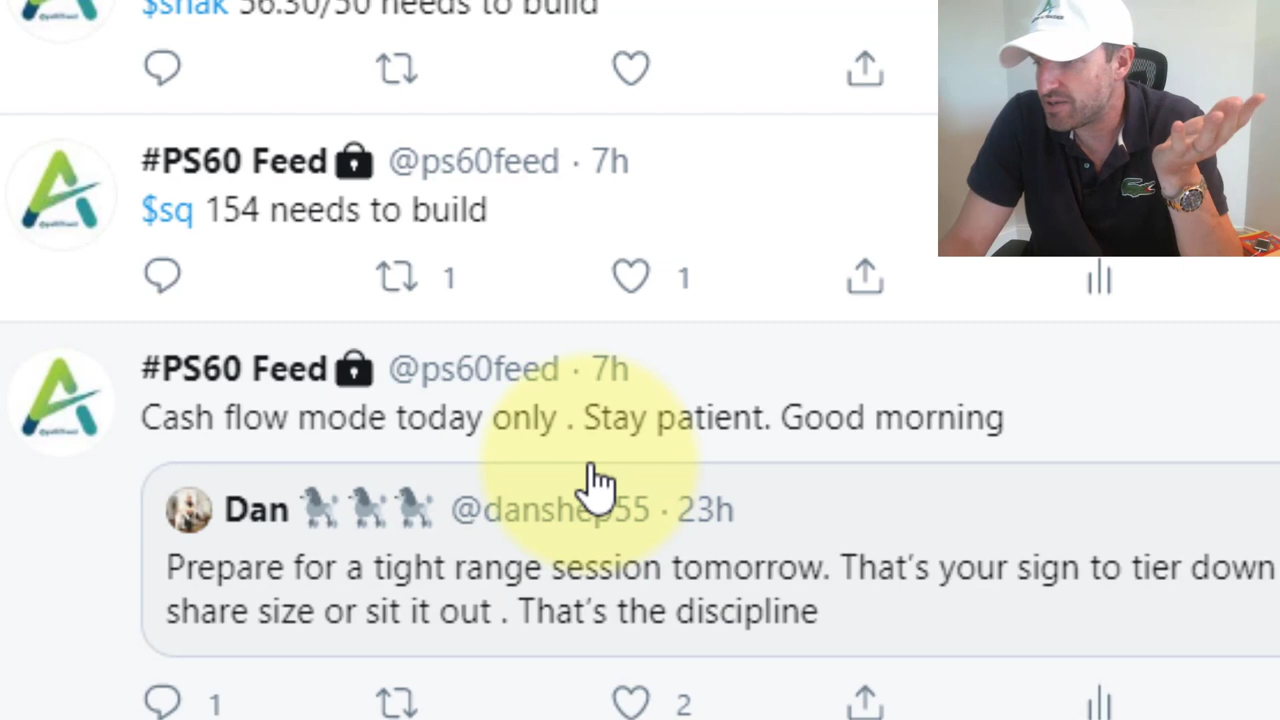 $shak 56.30/50 needs to build
#PS60 Feed @ps60feed · 7h
$sq 154 needs to build
1 1
#PS60 Feed @ps60feed · 7h
Cash flow mode today only . Stay patient. Good morning
Dan @danshep55 · 23h
Prepare for a tight range session tomorrow. That's your sign to tier down
share size or sit it out . That's the discipline
1 2